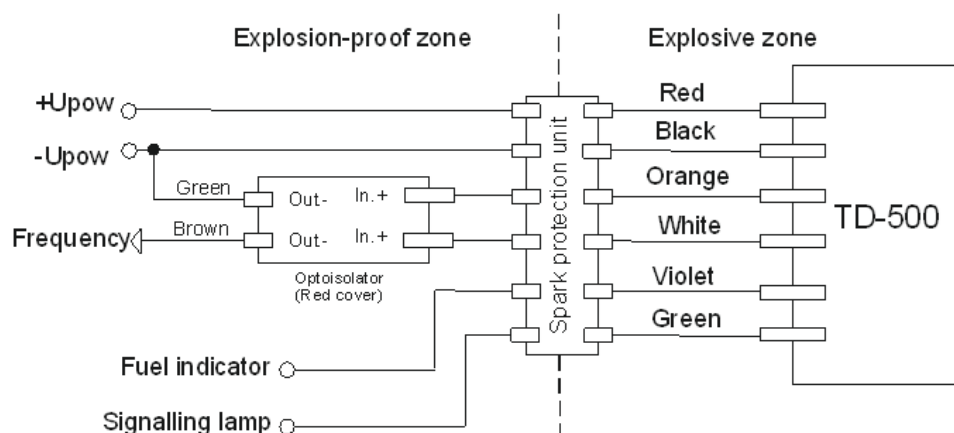 Explosion-proof zone
Explosive zone
+Upow
Red
-Upow
Black
Green
Out-
In.+
Orange
TD-500
Frequency
Brown
Out-
In.+
White
Optoisolator
(Red cover)
Spark protection unit
Violet
Green
Fuel indicator
Signalling lamp